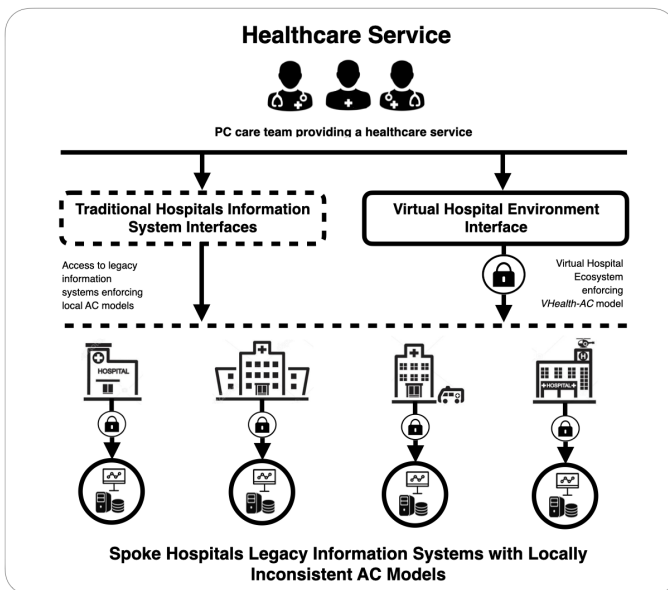 Healthcare Service
PC care team providing a healthcare service
Traditional Hospitals Information
System Interfaces
Virtual Hospital Environment
Interface
Access to legacy
information
systems enforcing
local AC models
Virtual Hospital
Ecosystem
enforcing
VHealth-AC model
HOSPITAL
H
HOSPITAL
Spoke Hospitals Legacy Information Systems with Locally
Inconsistent AC Models